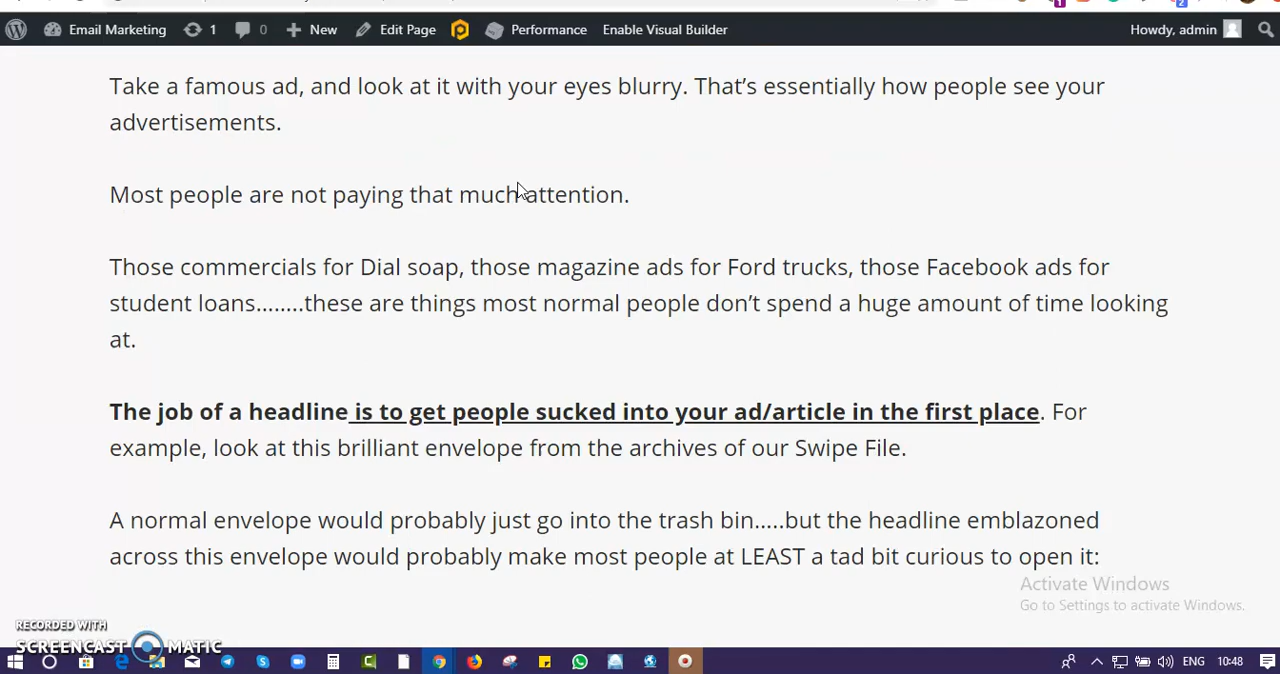 Email Marketing 1 0 New Edit Page Performance Enable Visual Builder Howdy, admin
Take a famous ad, and look at it with your eyes blurry. That’s essentially how people see your
advertisements.
Most people are not paying that much attention.
Those commercials for Dial soap, those magazine ads for Ford trucks, those Facebook ads for
student loans........these are things most normal people don’t spend a huge amount of time looking
at.
The job of a headline is to get people sucked into your ad/article in the first place. For
example, look at this brilliant envelope from the archives of our Swipe File.
A normal envelope would probably just go into the trash bin.....but the headline emblazoned
across this envelope would probably make most people at LEAST a tad bit curious to open it:
Activate Windows
Go to Settings to activate Windows.
RECORDED WITH
SCREENCAST MATIC
ENG 10:48